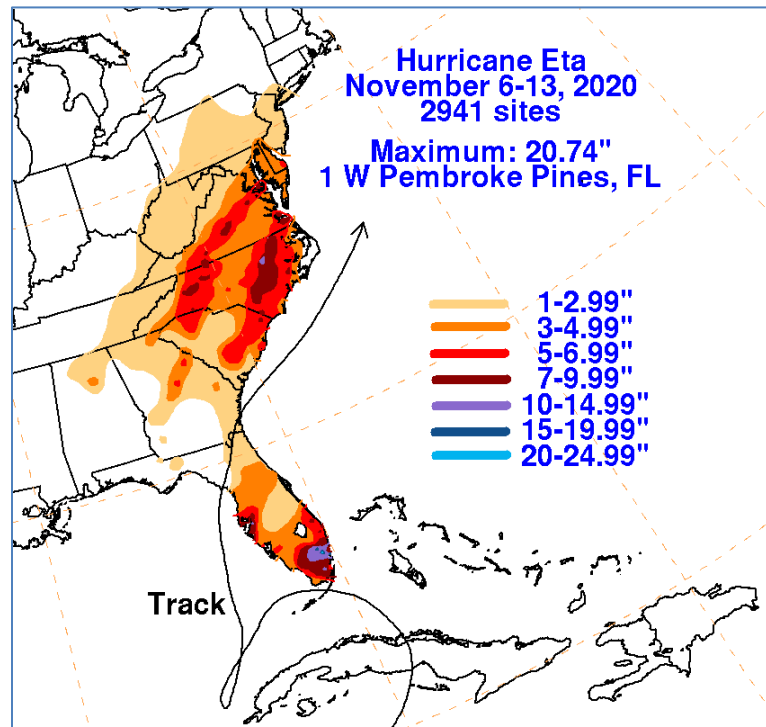 Hurricane Eta
November 6-13, 2020
2941 sites
Maximum: 20.74"
1 W Pembroke Pines, FL
1-2.99"
3-4.99"
5-6.99"
7-9.99"
10-14.99"
15-19.99"
20-24.99"
Track